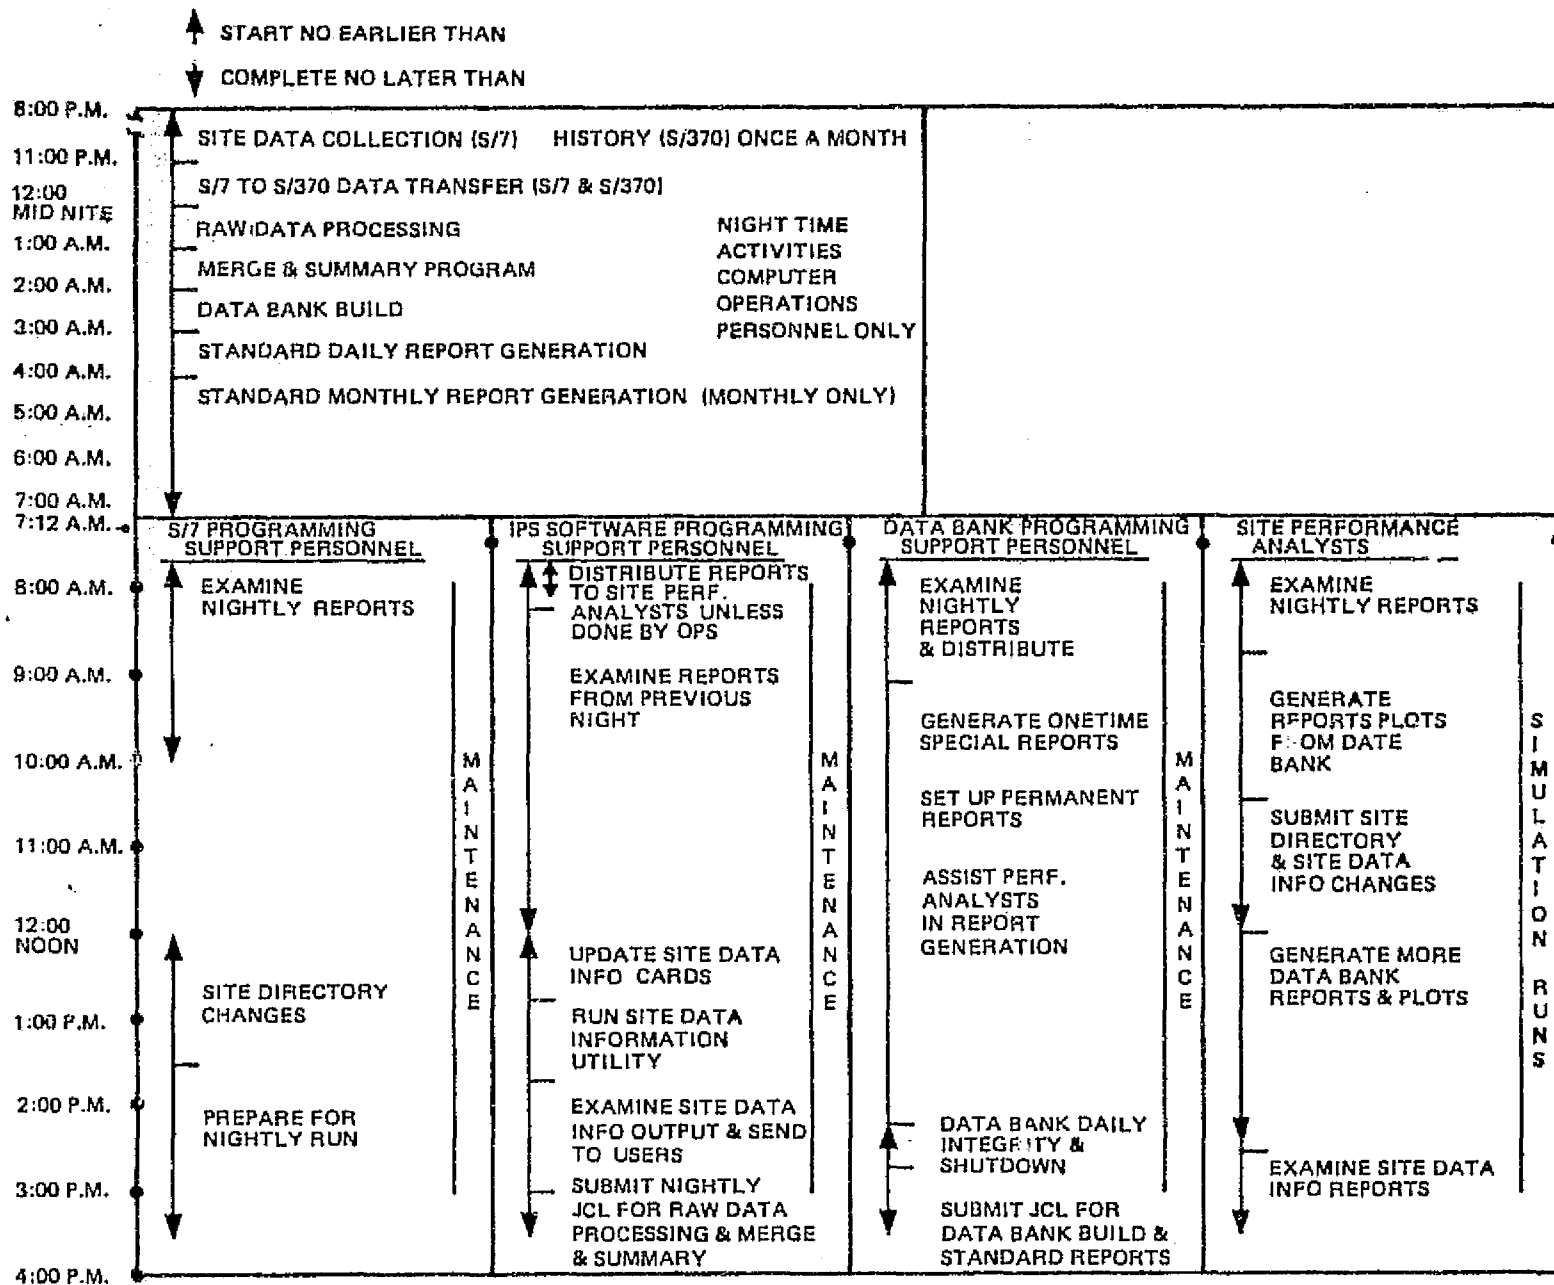 START NO EARLIER THAN
COMPLETE NO LATER THAN
8:00 P.M.
11:00 P.M.
12:00
MID NITE
1:00 A.M.
2:00 A.M.
3:00 A.M.
4:00 A.M.
5:00 A.M.
6:00 A.M.
7:00 A.M.
7:12 A.M.
SITE DATA COLLECTION (S/7) HISTORY (S/370) ONCE A MONTH
S/7 TO S/370 DATA TRANSFER (S/7 & S/370)
RAW DATA PROCESSING
MERGE & SUMMARY PROGRAM
DATA BANK BUILD
STANDARD DAILY REPORT GENERATION
STANDARD MONTHLY REPORT GENERATION (MONTHLY ONLY)
NIGHT TIME
ACTIVITIES
COMPUTER
OPERATIONS
PERSONNEL ONLY
8:00 A.M.
9:00 A.M.
10:00 A.M.
11:00 A.M.
12:00
NOON
1:00 P.M.
2:00 P.M.
3:00 P.M.
4:00 P.M.
S/7 PROGRAMMING
SUPPORT PERSONNEL
EXAMINE
NIGHTLY REPORTS
SITE DIRECTORY
CHANGES
PREPARE FOR
NIGHTLY RUN
MAINTENANCE
IPS SOFTWARE PROGRAMMING
SUPPORT PERSONNEL
DISTRIBUTE REPORTS
TO SITE PERF.
ANALYSTS UNLESS
DONE BY OPS
EXAMINE REPORTS
FROM PREVIOUS
NIGHT
UPDATE SITE DATA
INFO CARDS
RUN SITE DATA
INFORMATION
UTILITY
EXAMINE SITE DATA
INFO OUTPUT & SEND
TO USERS
SUBMIT NIGHTLY
JCL FOR RAW DATA
PROCESSING & MERGE
& SUMMARY
MAINTENANCE
DATA BANK PROGRAMMING
SUPPORT PERSONNEL
EXAMINE
NIGHTLY
REPORTS
& DISTRIBUTE
GENERATE ONETIME
SPECIAL REPORTS
SET UP PERMANENT
REPORTS
ASSIST PERF.
ANALYSTS
IN REPORT
GENERATION
DATA BANK DAILY
INTEGRITY &
SHUTDOWN
SUBMIT JCL FOR
DATA BANK BUILD &
STANDARD REPORTS
MAINTENANCE
SITE PERFORMANCE
ANALYSTS
EXAMINE
NIGHTLY REPORTS
GENERATE
REPORTS PLOTS
FROM DATE
BANK
SUBMIT SITE
DIRECTORY
& SITE DATA
INFO CHANGES
GENERATE MORE
DATA BANK
REPORTS & PLOTS
EXAMINE SITE DATA
INFO REPORTS
SIMULATION RUNS